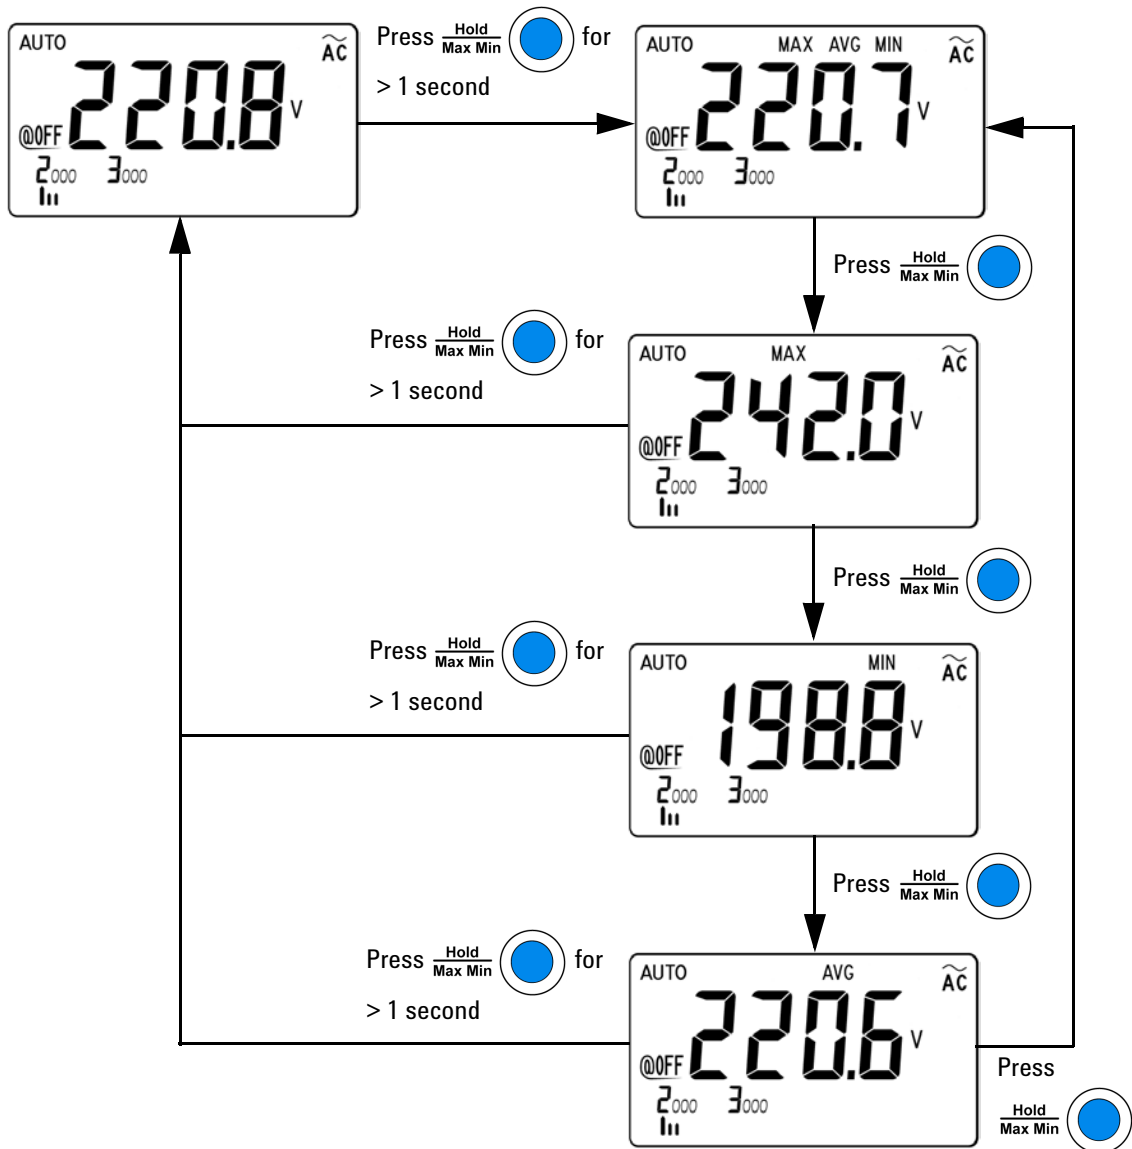 AUTO AC
220.8 V
@OFF
2000 3000
Press Hold
Max Min for
> 1 second
AUTO MAX AVG MIN AC
220.7 V
@OFF
2000 3000
Press Hold
Max Min
Press Hold
Max Min for
> 1 second
AUTO MAX AC
242.0 V
@OFF
2000 3000
Press Hold
Max Min
Press Hold
Max Min for
> 1 second
AUTO MIN AC
198.8 V
@OFF
2000 3000
Press Hold
Max Min
Press Hold
Max Min for
> 1 second
AUTO AVG AC
220.6 V
@OFF
2000 3000
Press
Hold
Max Min